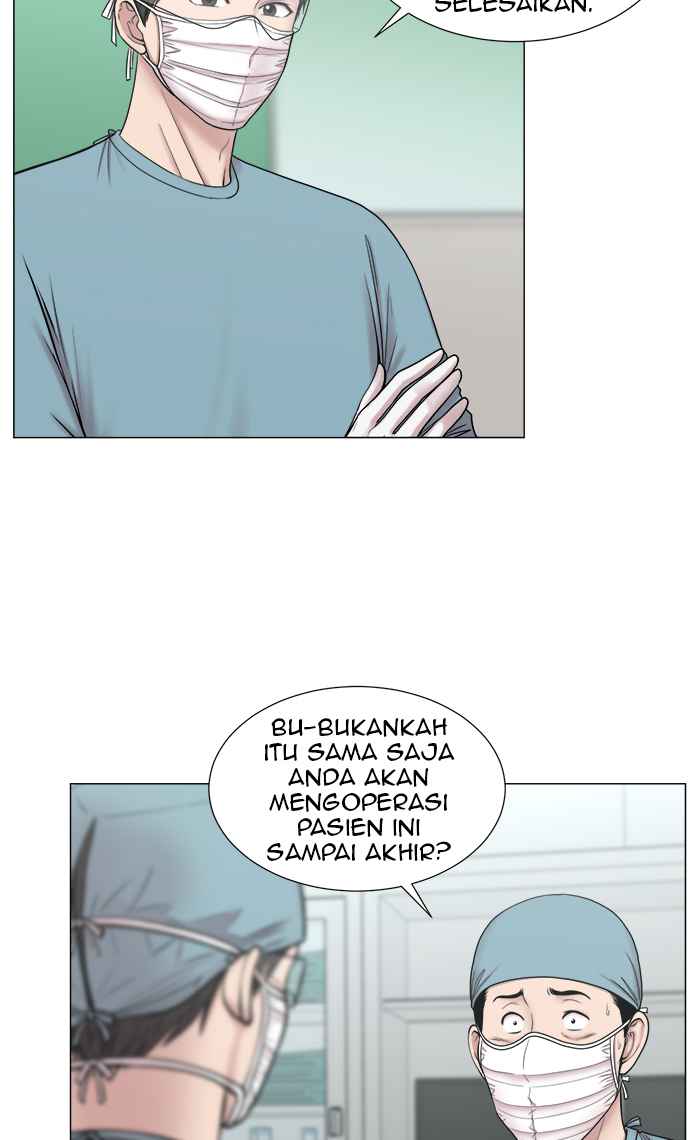 SELESAIKAN.
BU-BUKANKAH
ITU SAMA SAJA
ANDA AKAN
MENGOPERASI
PASIEN INI
SAMPAI AKHIR?